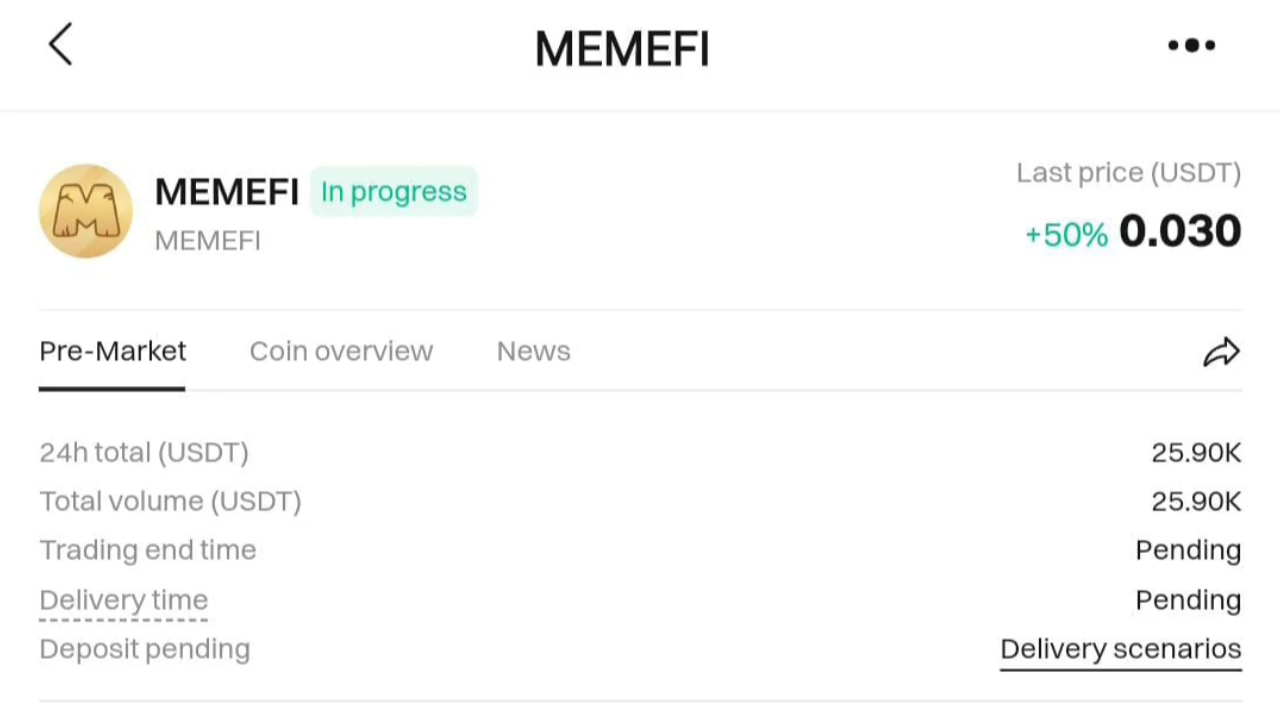 MEMEFI
MEMEFI In progress
MEMEFI
Last price (USDT)
+50% 0.030
Pre-Market Coin overview News
24h total (USDT) 25.90K
Total volume (USDT) 25.90K
Trading end time Pending
Delivery time Pending
Deposit pending Delivery scenarios